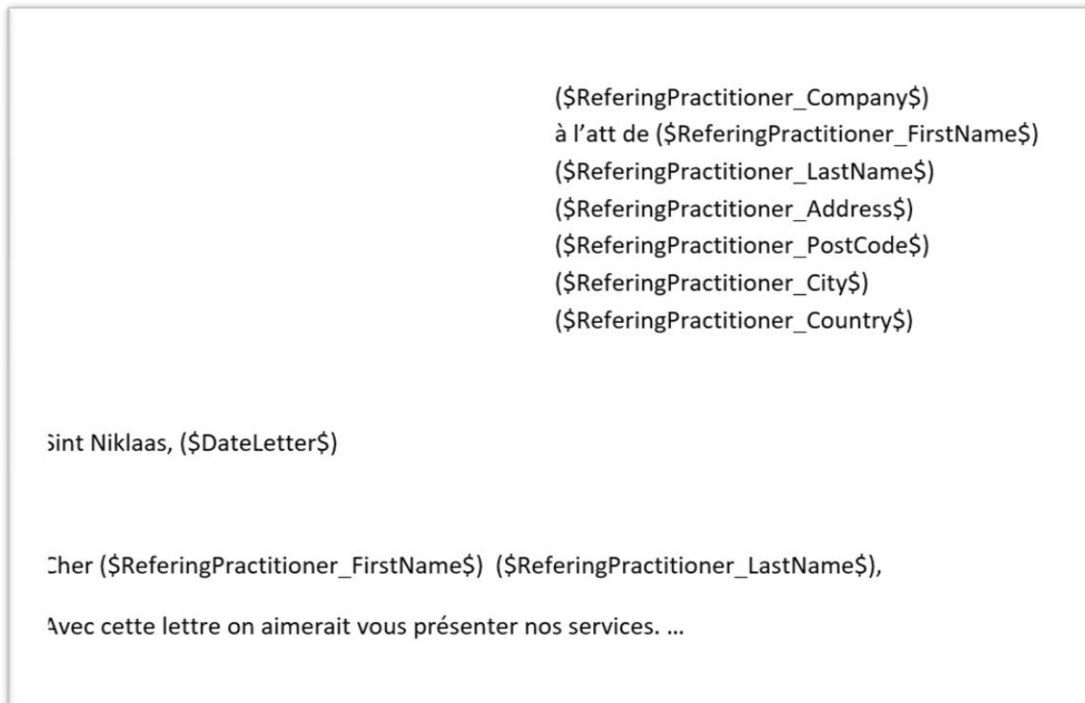 ($ReferingPractitioner_Company$)
à l’att de ($ReferingPractitioner_FirstName$)
($ReferingPractitioner_LastName$)
($ReferingPractitioner_Address$)
($ReferingPractitioner_PostCode$)
($ReferingPractitioner_City$)
($ReferingPractitioner_Country$)
Sint Niklaas, ($DateLetter$)
Cher ($ReferingPractitioner_FirstName$) ($ReferingPractitioner_LastName$),
Avec cette lettre on aimerait vous présenter nos services. ...